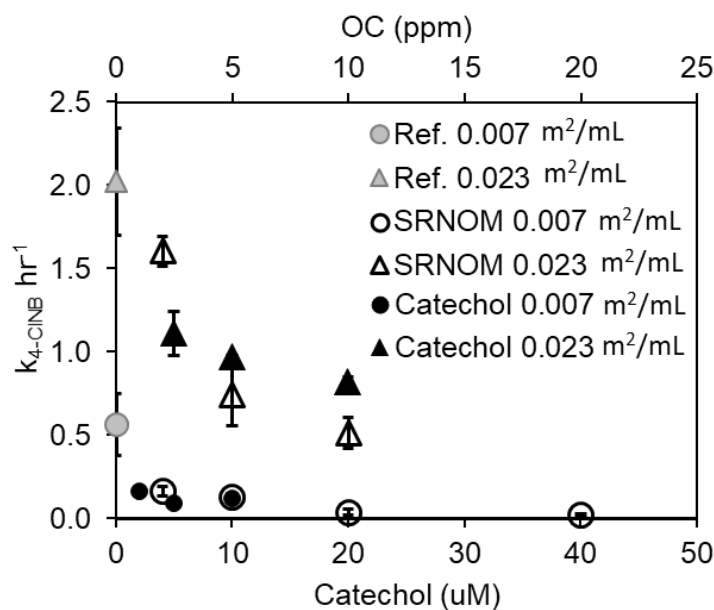 OC (ppm)
0 5 10 15 20 25
2.5
2.0
1.5
1.0
0.5
0.0
k4-ClNB hr⁻¹
Ref. 0.007 m²/mL
Ref. 0.023 m²/mL
SRNOM 0.007 m²/mL
SRNOM 0.023 m²/mL
Catechol 0.007 m²/mL
Catechol 0.023 m²/mL
0 10 20 30 40 50
Catechol (uM)